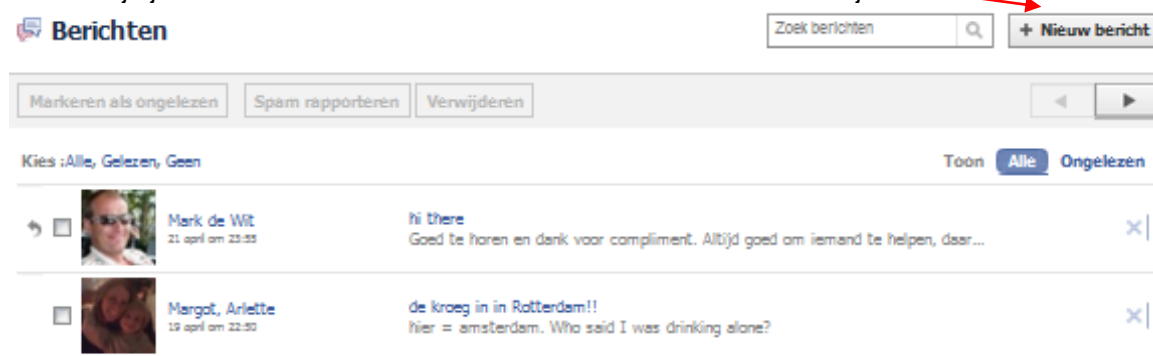 Berichten
Zoek berichten
+ Nieuw bericht
Markeren als ongelezen Spam rapporteren Verwijderen
Kies :Alle, Gelezen, Geen
Toon Alle Ongelezen
Mark de Wit
21 april om 23:55
hi there
Goed te horen en dank voor compliment. Altijd goed om iemand te helpen, daar...
Margot, Arlette
19 april om 22:50
de kroeg in in Rotterdam!!
hier = amsterdam. Who said I was drinking alone?